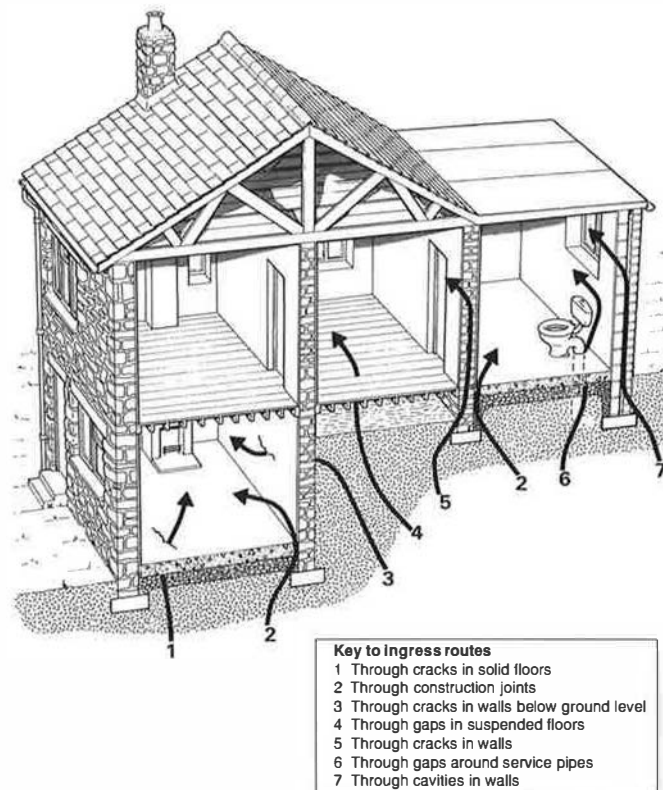 5
2
6
7
4
3
1
2
Key to ingress routes
1 Through cracks in solid floors
2 Through construction joints
3 Through cracks in walls below ground level
4 Through gaps in suspended floors
5 Through cracks in walls
6 Through gaps around service pipes
7 Through cavities in walls